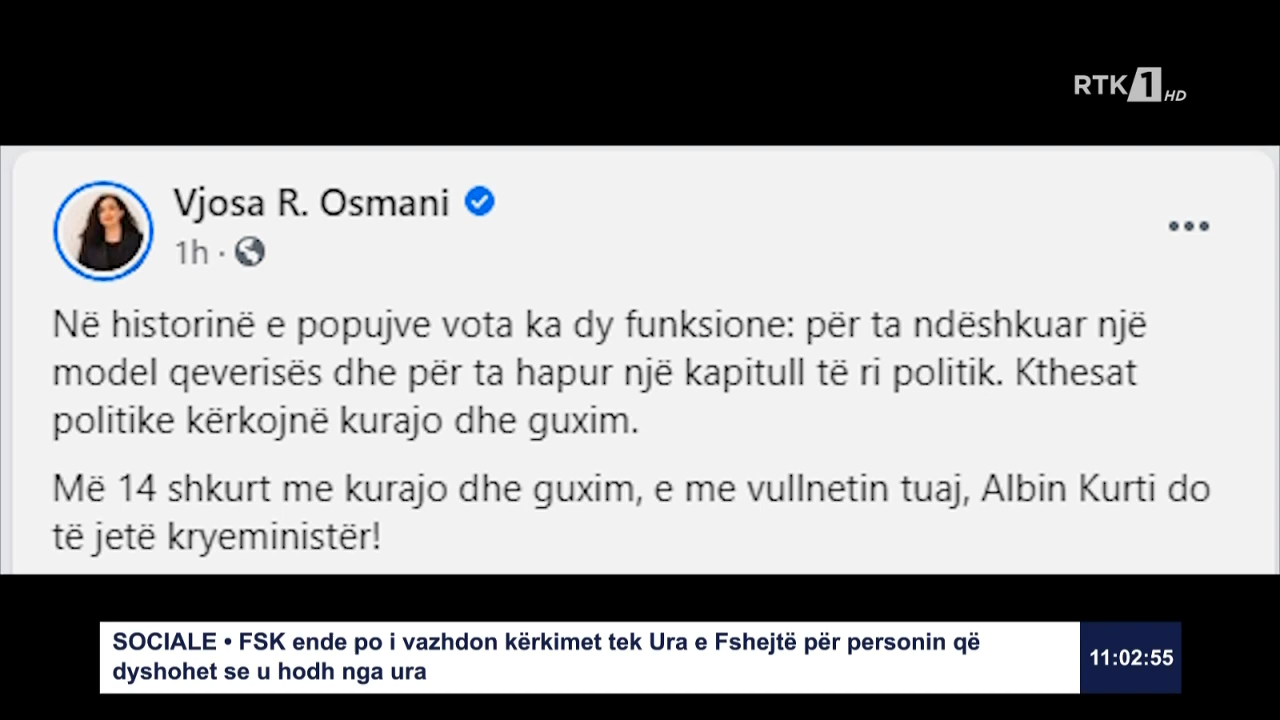 RTK 1 HD
Vjosa R. Osmani
1h ·
Në historinë e popujve vota ka dy funksione: për ta ndëshkuar një
model qeverisës dhe për ta hapur një kapitull të ri politik. Kthesat
politike kërkojnë kurajo dhe guxim.
Më 14 shkurt me kurajo dhe guxim, e me vullnetin tuaj, Albin Kurti do
të jetë kryeministër!
SOCIALE • FSK ende po i vazhdon kërkimet tek Ura e Fshejtë për personin që
dyshohet se u hodh nga ura
11:02:55